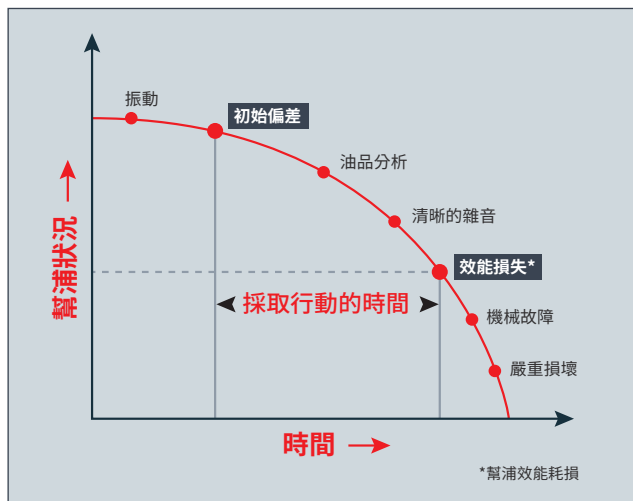 振動
初始偏差
油品分析
清晰的雜音
效能損失*
幫浦狀況
採取行動的時間
機械故障
嚴重損壞
時間
*幫浦效能耗損